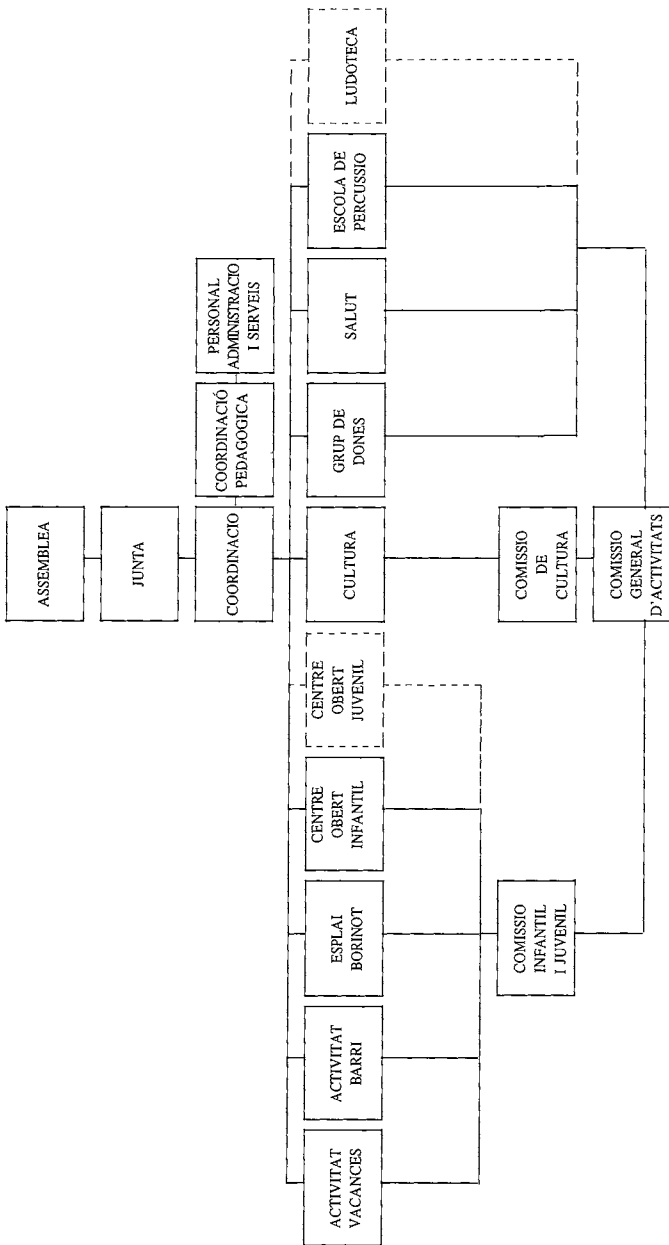 ASSEMBLEA
JUNTA
COORDINACIO
COORDINACIÓ
PEDAGOGICA
PERSONAL
ADMINISTRACIO
I SERVEIS
ACTIVITAT
VACANCES
ACTIVITAT
BARRI
ESPLAI
BORINOT
CENTRE
OBERT
INFANTIL
CENTRE
OBERT
JUVENIL
CULTURA
GRUP DE
DONES
SALUT
ESCOLA DE
PERCUSSIO
LUDOTECA
COMISSIO
INFANTIL
I JUVENIL
COMISSIO
DE
CULTURA
COMISSIO
GENERAL
D'ACTIVITATS